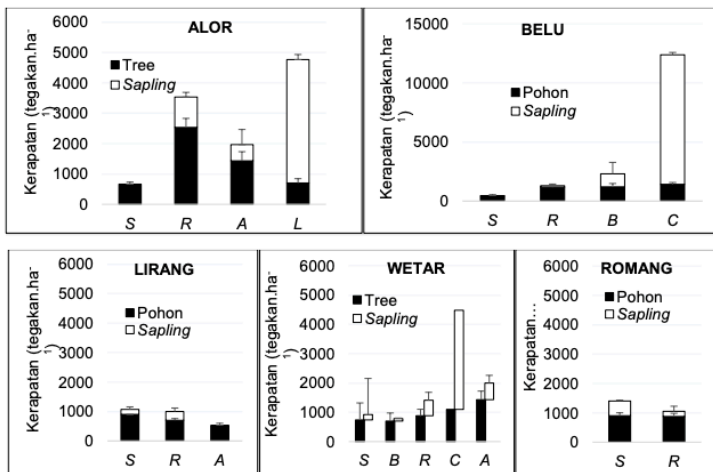 ALOR
Kerapatan (tegakan.ha-
1)
6000
5000
4000
3000
2000
1000
0
Tree
Sapling
S R A L
BELU
Kerapatan (tegakan.ha-
1)
15000
10000
5000
0
Pohon
Sapling
S R B C
LIRANG
Kerapatan (tegakan.ha-
1)
6000
5000
4000
3000
2000
1000
0
Pohon
Sapling
S R A
WETAR
Kerapatan (tegakan.ha-
1)
6000
5000
4000
3000
2000
1000
0
Tree
Sapling
S B R C A
ROMANG
Kerapatan...
6000
5000
4000
3000
2000
1000
0
Pohon
Sapling
S R